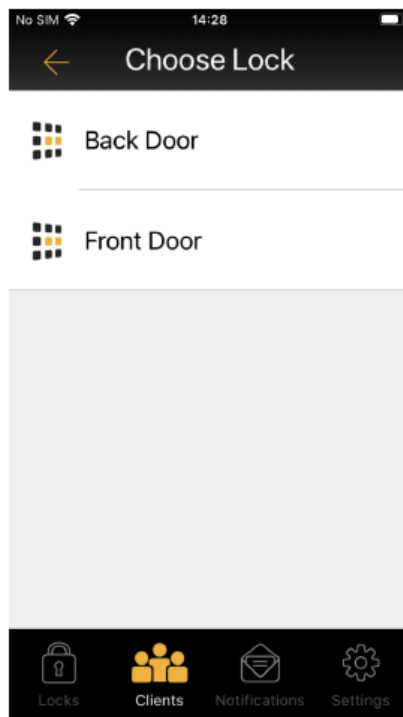 No SIM 14:28
Choose Lock
Back Door
Front Door
Locks Clients Notifications Settings